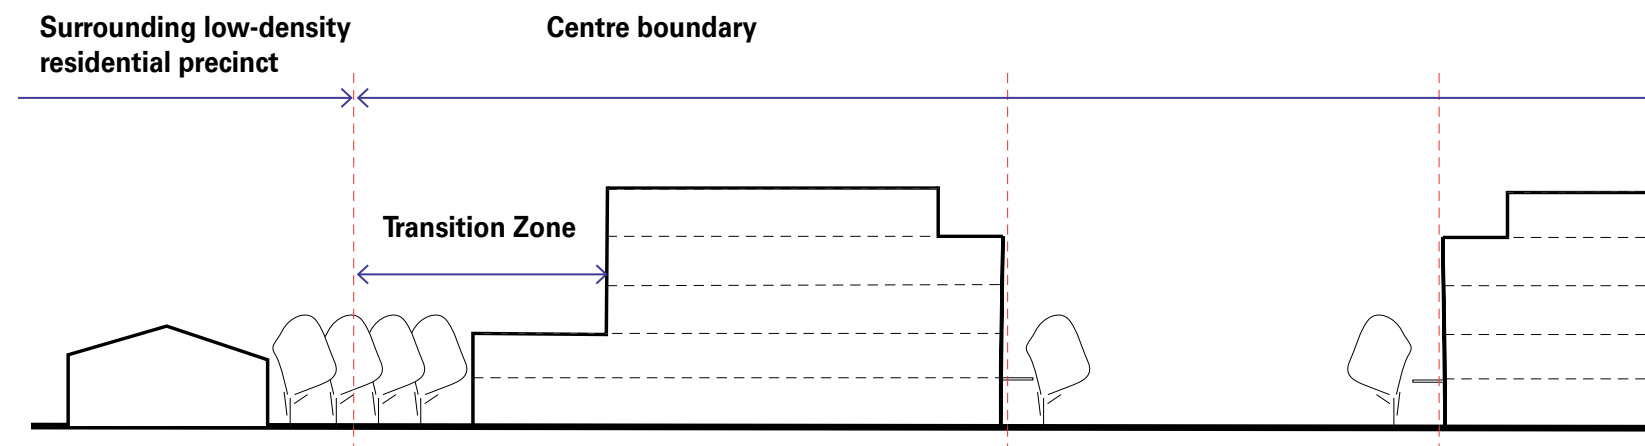 Surrounding low-density
residential precinct
Centre boundary
Transition Zone